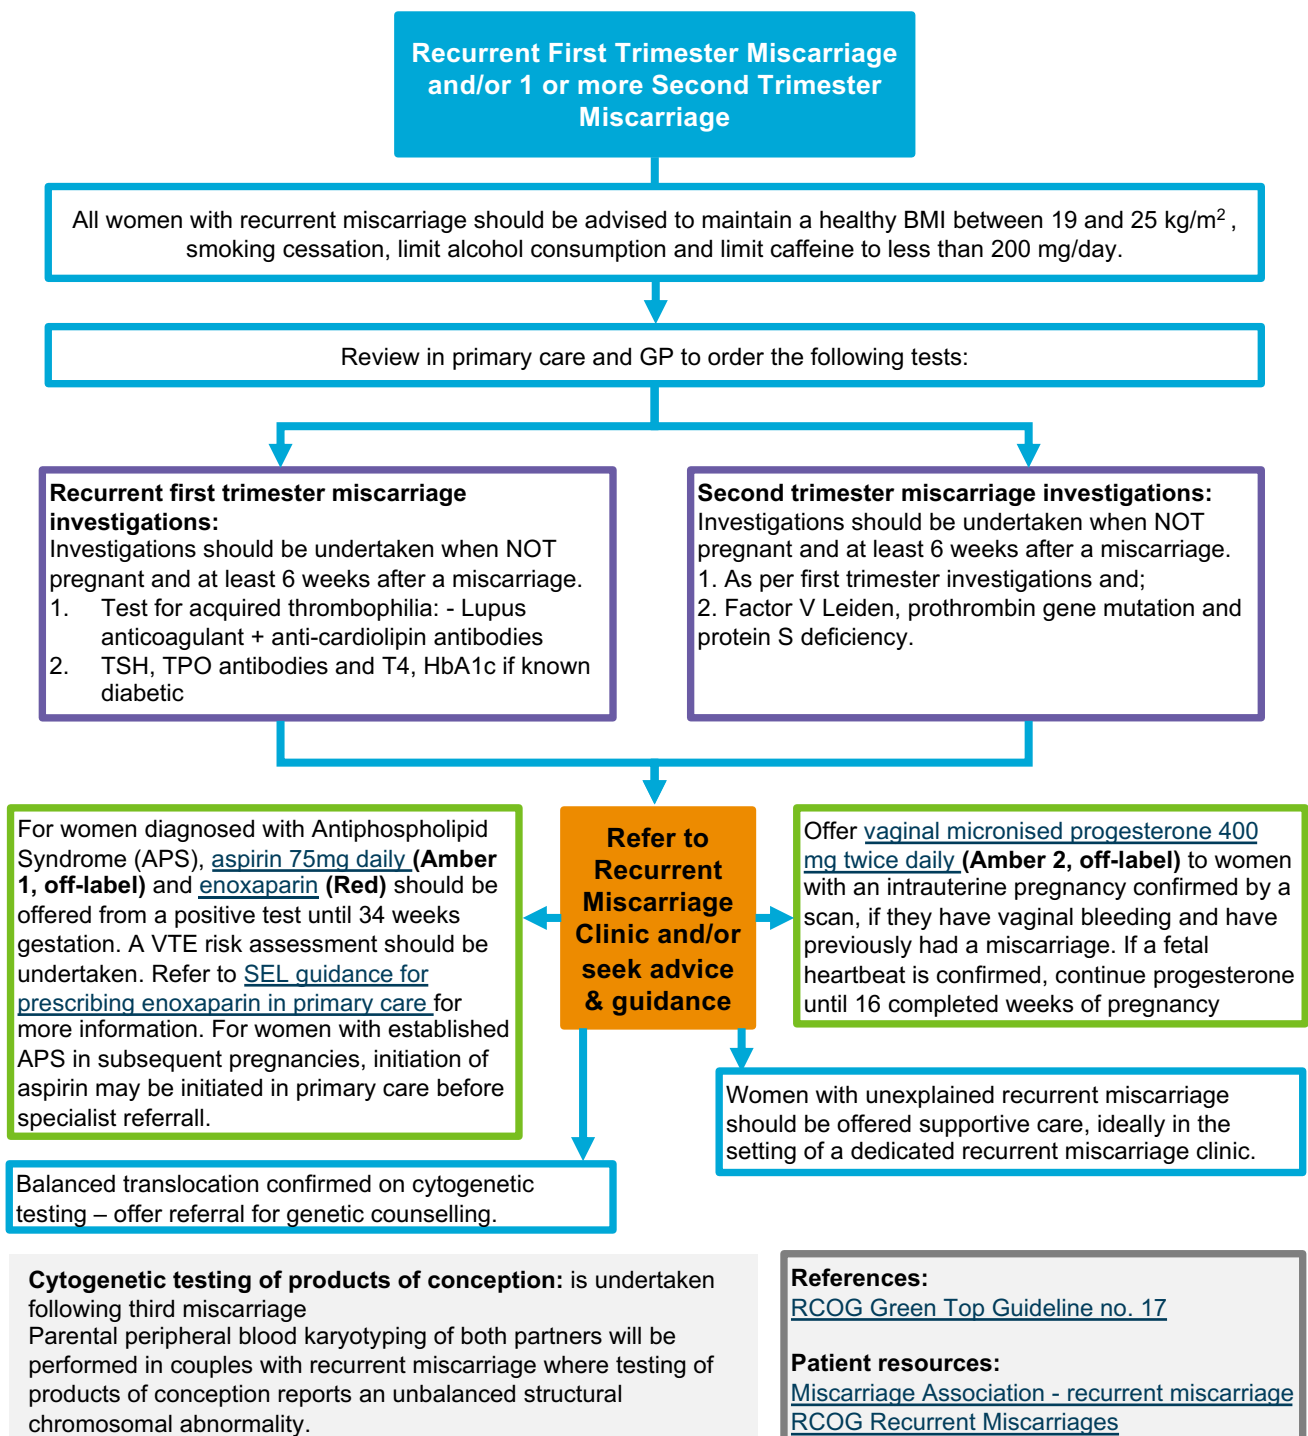 Recurrent First Trimester Miscarriage
and/or 1 or more Second Trimester
Miscarriage
All women with recurrent miscarriage should be advised to maintain a healthy BMI between 19 and 25 kg/m² ,
smoking cessation, limit alcohol consumption and limit caffeine to less than 200 mg/day.
Review in primary care and GP to order the following tests:
Recurrent first trimester miscarriage
investigations:
Investigations should be undertaken when NOT
pregnant and at least 6 weeks after a miscarriage.
1. Test for acquired thrombophilia: - Lupus
anticoagulant + anti-cardiolipin antibodies
2. TSH, TPO antibodies and T4, HbA1c if known
diabetic
Second trimester miscarriage investigations:
Investigations should be undertaken when NOT
pregnant and at least 6 weeks after a miscarriage.
1. As per first trimester investigations and;
2. Factor V Leiden, prothrombin gene mutation and
protein S deficiency.
For women diagnosed with Antiphospholipid
Syndrome (APS), aspirin 75mg daily (Amber
1, off-label) and enoxaparin (Red) should be
offered from a positive test until 34 weeks
gestation. A VTE risk assessment should be
undertaken. Refer to SEL guidance for
prescribing enoxaparin in primary care for
more information. For women with established
APS in subsequent pregnancies, initiation of
aspirin may be initiated in primary care before
specialist referrall.
Refer to
Recurrent
Miscarriage
Clinic and/or
seek advice
& guidance
Offer vaginal micronised progesterone 400
mg twice daily (Amber 2, off-label) to women
with an intrauterine pregnancy confirmed by a
scan, if they have vaginal bleeding and have
previously had a miscarriage. If a fetal
heartbeat is confirmed, continue progesterone
until 16 completed weeks of pregnancy
Women with unexplained recurrent miscarriage
should be offered supportive care, ideally in the
setting of a dedicated recurrent miscarriage clinic.
Balanced translocation confirmed on cytogenetic
testing – offer referral for genetic counselling.
Cytogenetic testing of products of conception: is undertaken
following third miscarriage
Parental peripheral blood karyotyping of both partners will be
performed in couples with recurrent miscarriage where testing of
products of conception reports an unbalanced structural
chromosomal abnormality.
References:
RCOG Green Top Guideline no. 17
Patient resources:
Miscarriage Association - recurrent miscarriage
RCOG Recurrent Miscarriages